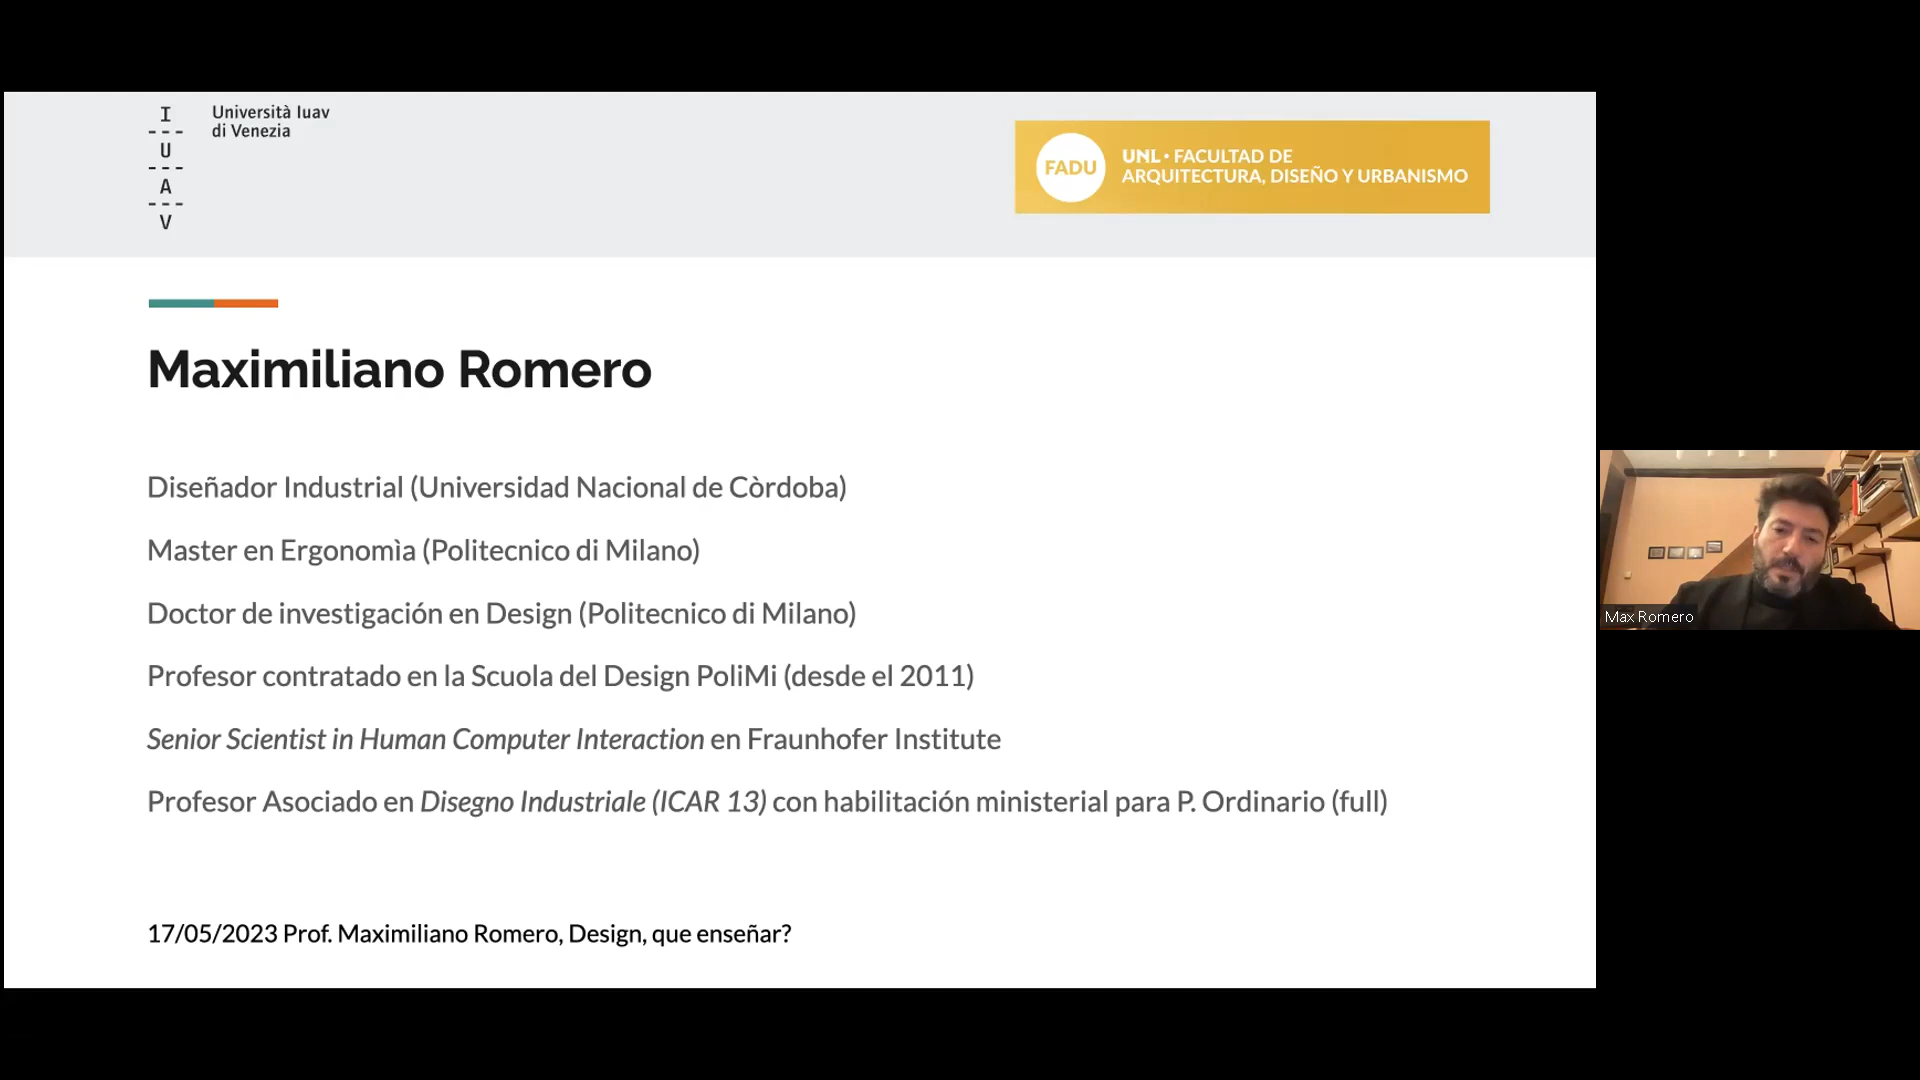 I
U
A
V
Università Iuav
di Venezia
FADU
UNL • FACULTAD DE
ARQUITECTURA, DISEÑO Y URBANISMO
Maximiliano Romero
Diseñador Industrial (Universidad Nacional de Còrdoba)
Master en Ergonomìa (Politecnico di Milano)
Doctor de investigación en Design (Politecnico di Milano)
Profesor contratado en la Scuola del Design PoliMi (desde el 2011)
Senior Scientist in Human Computer Interaction en Fraunhofer Institute
Profesor Asociado en Disegno Industriale (ICAR 13) con habilitación ministerial para P. Ordinario (full)
17/05/2023 Prof. Maximiliano Romero, Design, que enseñar?
Max Romero